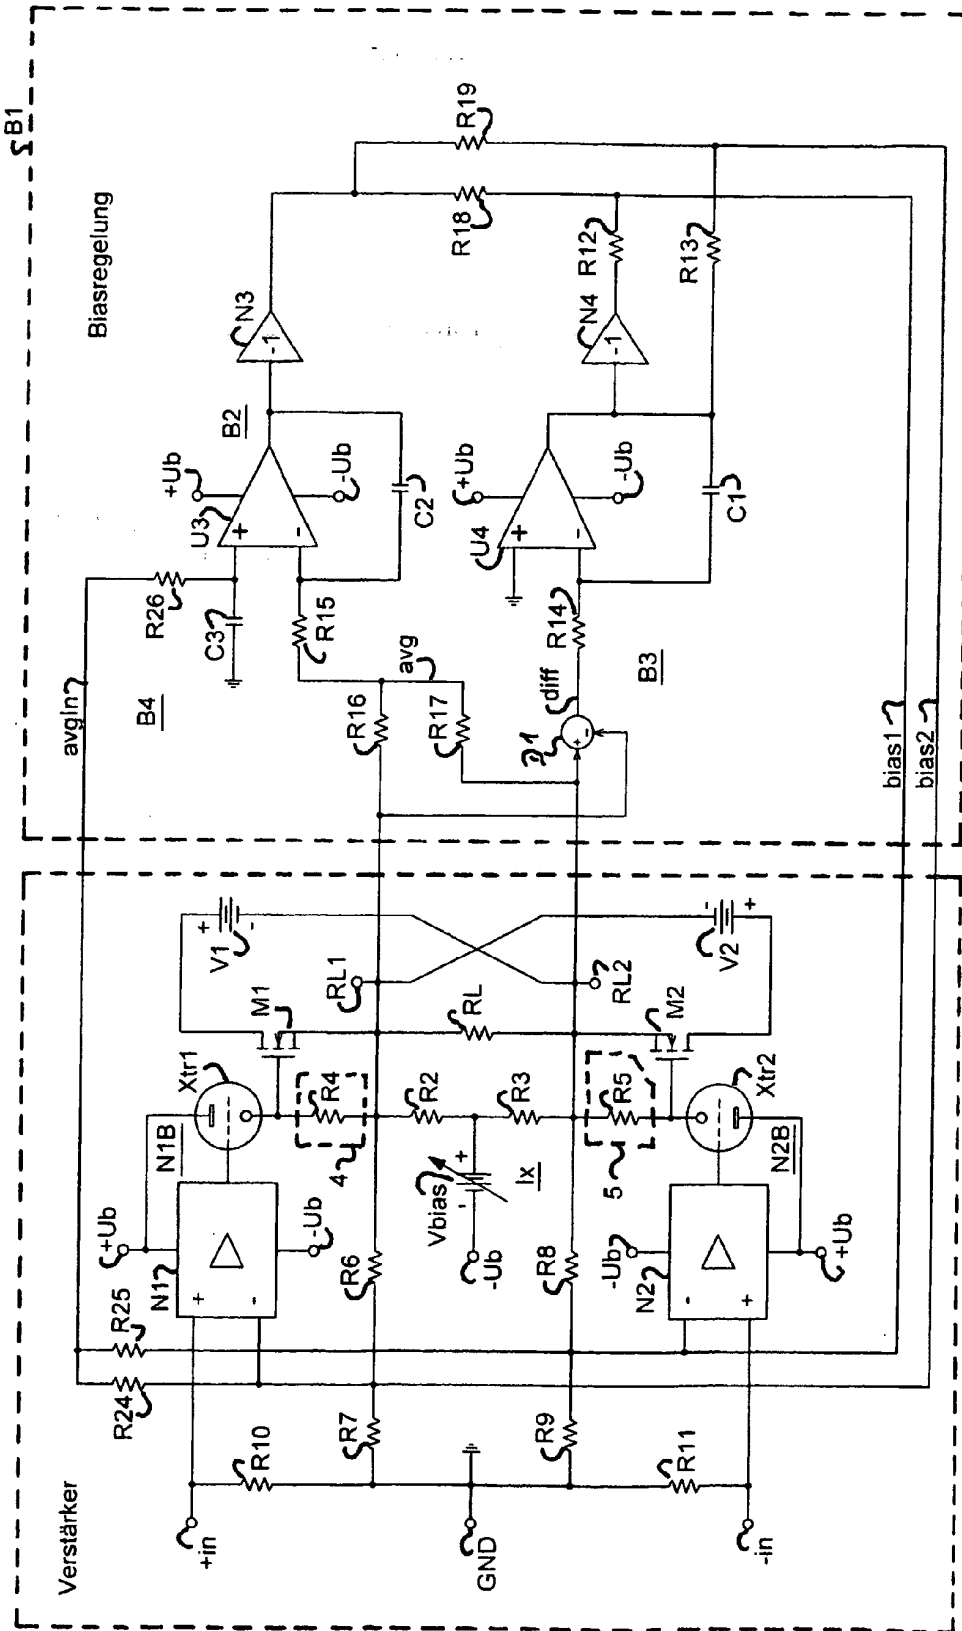 B1
Verstärker
Biasregelung
+in
GND
-in
R10
R11
R7
R9
R24
R25
N1
+
-
+Ub
-Ub
N1B
Xtr1
M1
V1
+
-
RL1
4
R4
R6
R2
Vbias
+
-
-Ub
Ix
R3
RL
R8
5
R5
RL2
M2
V2
-
+
Xtr2
N2B
N2
-
+
-Ub
+Ub
avgIn
B4
R26
C3
U3
+
-
+Ub
-Ub
B2
C2
R15
avg
R16
R17
N3
-1
R19
R18
D1
+
-
diff
R14
B3
U4
+
-
+Ub
-Ub
C1
N4
-1
R12
R13
bias1
bias2